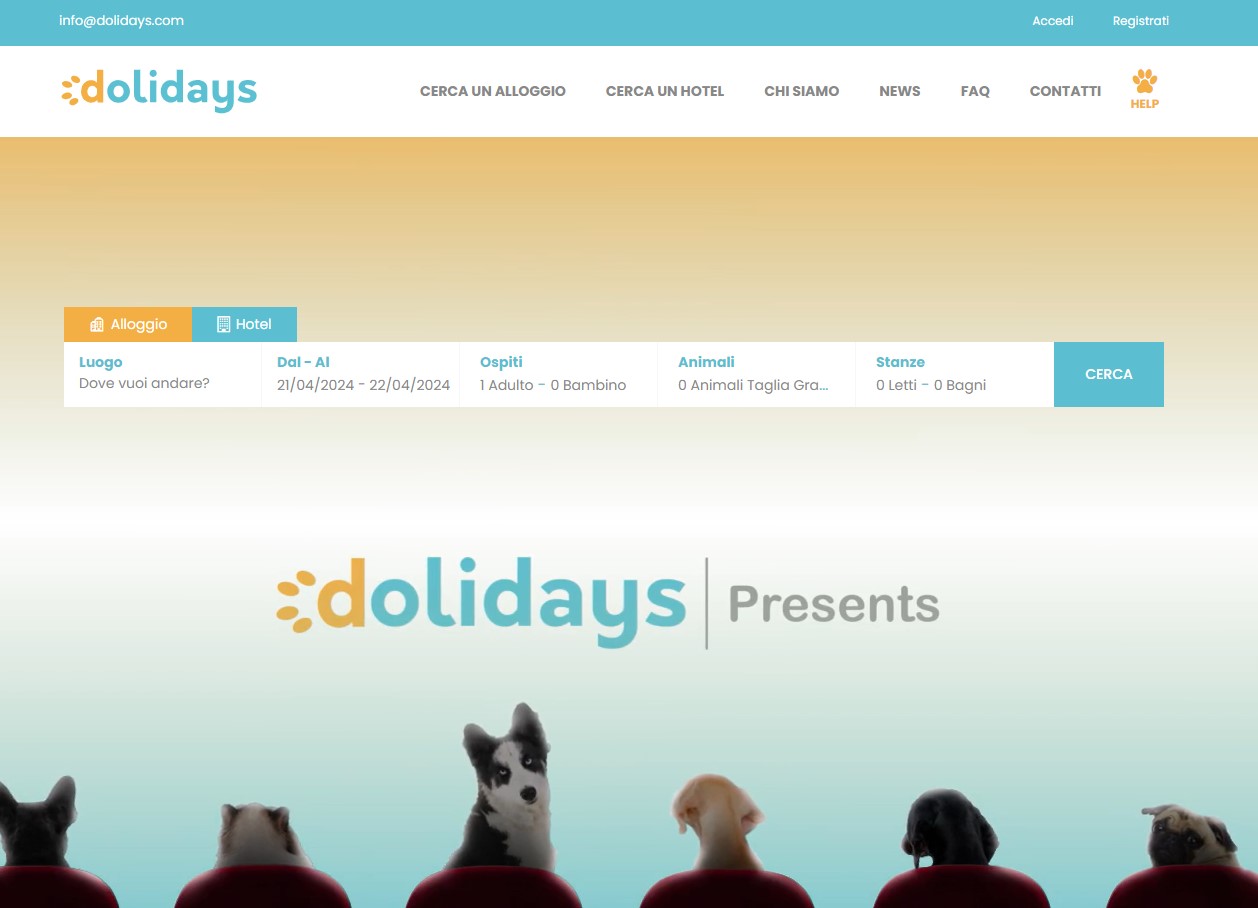 info@dolidays.com
Accedi
Registrati
dolidays
CERCA UN ALLOGGIO
CERCA UN HOTEL
CHI SIAMO
NEWS
FAQ
CONTATTI
HELP
Alloggio
Hotel
Luogo
Dove vuoi andare?
Dal - Al
21/04/2024 - 22/04/2024
Ospiti
1 Adulto - 0 Bambino
Animali
0 Animali Taglia Gra...
Stanze
0 Letti - 0 Bagni
CERCA
dolidays | Presents